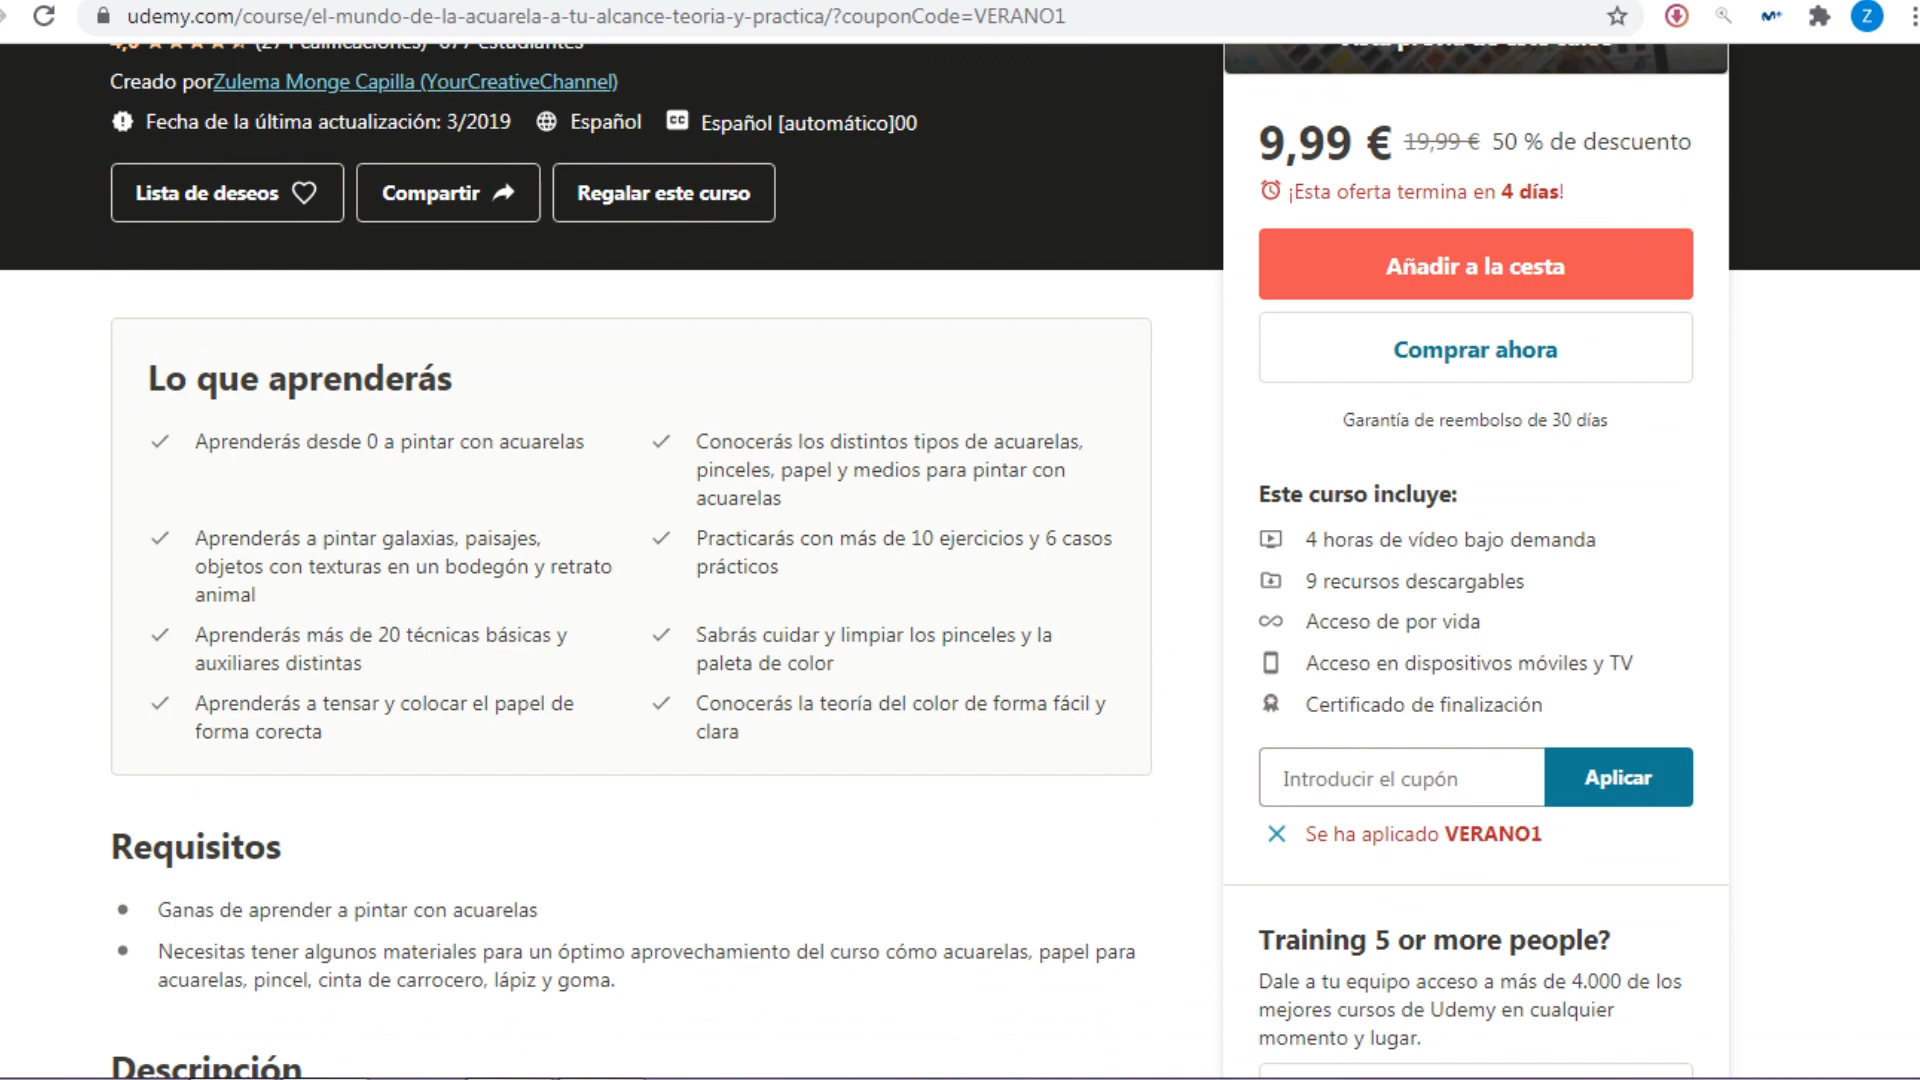 udemy.com/course/el-mundo-de-la-acuarela-a-tu-alcance-teoria-y-practica/?couponCode=VERANO1
Z
Creado porZulema Monge Capilla (YourCreativeChannel)
Fecha de la última actualización: 3/2019 Español CC Español [automático]00
Lista de deseos
Compartir
Regalar este curso
Lo que aprenderás
Aprenderás desde 0 a pintar con acuarelas
Conocerás los distintos tipos de acuarelas,
pinceles, papel y medios para pintar con
acuarelas
Aprenderás a pintar galaxias, paisajes,
objetos con texturas en un bodegón y retrato
animal
Practicarás con más de 10 ejercicios y 6 casos
prácticos
Aprenderás más de 20 técnicas básicas y
auxiliares distintas
Sabrás cuidar y limpiar los pinceles y la
paleta de color
Aprenderás a tensar y colocar el papel de
forma corecta
Conocerás la teoría del color de forma fácil y
clara
Requisitos
Ganas de aprender a pintar con acuarelas
Necesitas tener algunos materiales para un óptimo aprovechamiento del curso cómo acuarelas, papel para
acuarelas, pincel, cinta de carrocero, lápiz y goma.
Descripción
9,99 € 19,99 € 50 % de descuento
¡Esta oferta termina en 4 días!
Añadir a la cesta
Comprar ahora
Garantía de reembolso de 30 días
Este curso incluye:
4 horas de vídeo bajo demanda
9 recursos descargables
Acceso de por vida
Acceso en dispositivos móviles y TV
Certificado de finalización
Introducir el cupón
Aplicar
Se ha aplicado VERANO1
Training 5 or more people?
Dale a tu equipo acceso a más de 4.000 de los
mejores cursos de Udemy en cualquier
momento y lugar.